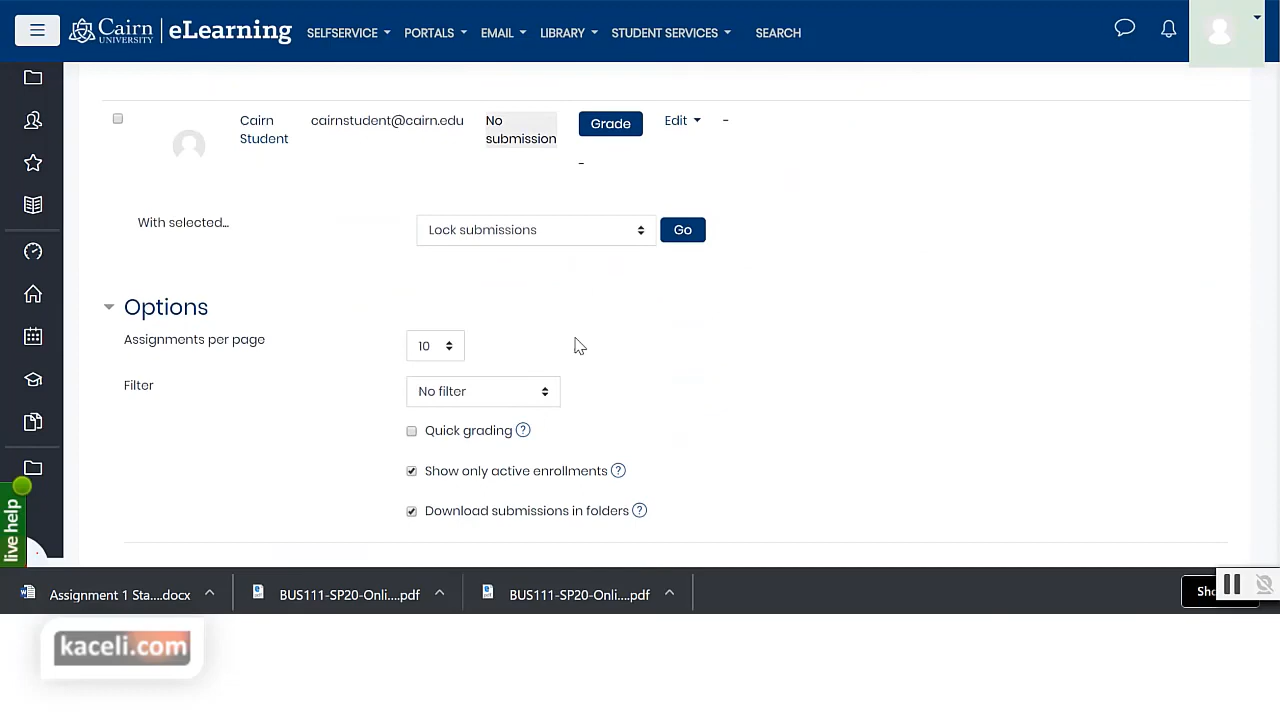 Cairn UNIVERSITY eLearning SELFSERVICE PORTALS EMAIL LIBRARY STUDENT SERVICES SEARCH
Cairn Student cairnstudent@cairn.edu No submission Grade Edit -
-
With selected... Lock submissions Go
Options
Assignments per page 10
Filter No filter
Quick grading ?
Show only active enrollments ?
Download submissions in folders ?
live help
Assignment 1 Sta....docx BUS111-SP20-Onli....pdf BUS111-SP20-Onli....pdf
kaceli.com